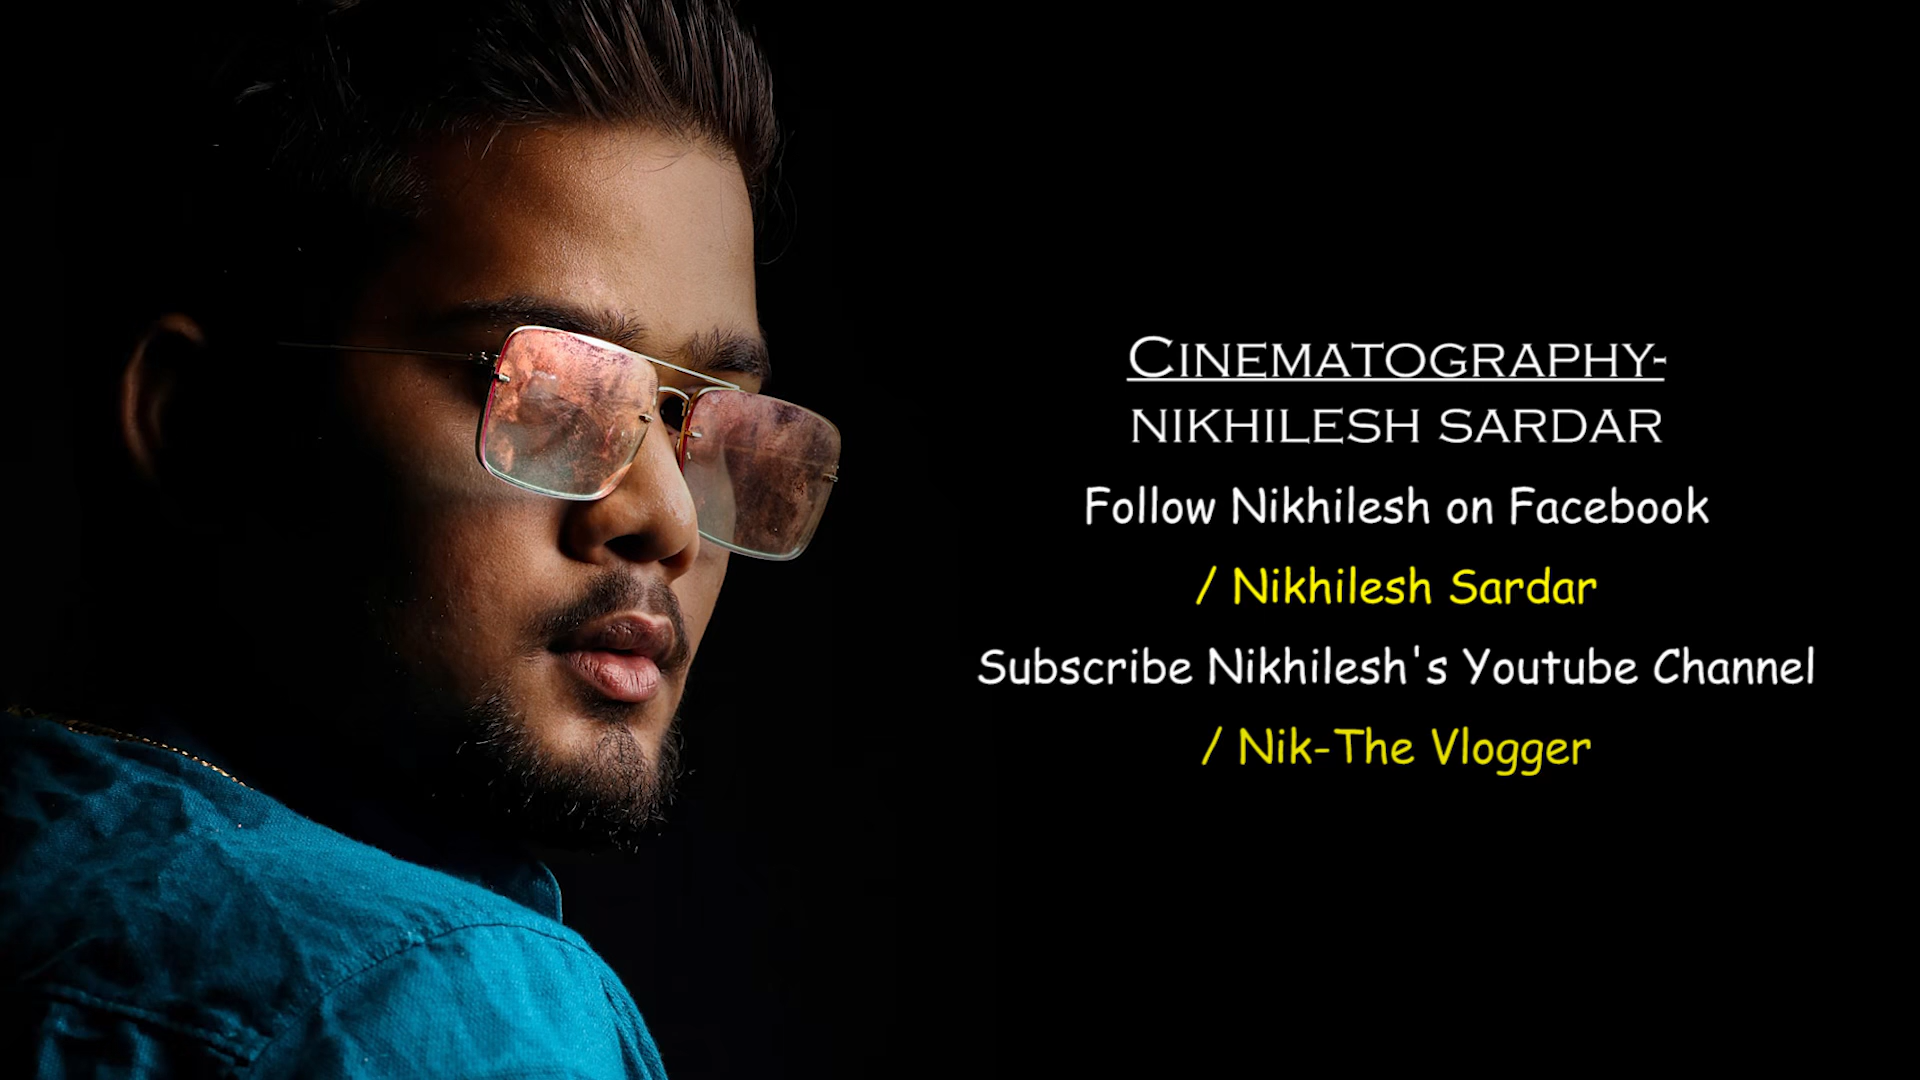 CINEMATOGRAPHY-
NIKHILESH SARDAR
Follow Nikhilesh on Facebook
/ Nikhilesh Sardar
Subscribe Nikhilesh's Youtube Channel
/ Nik-The Vlogger